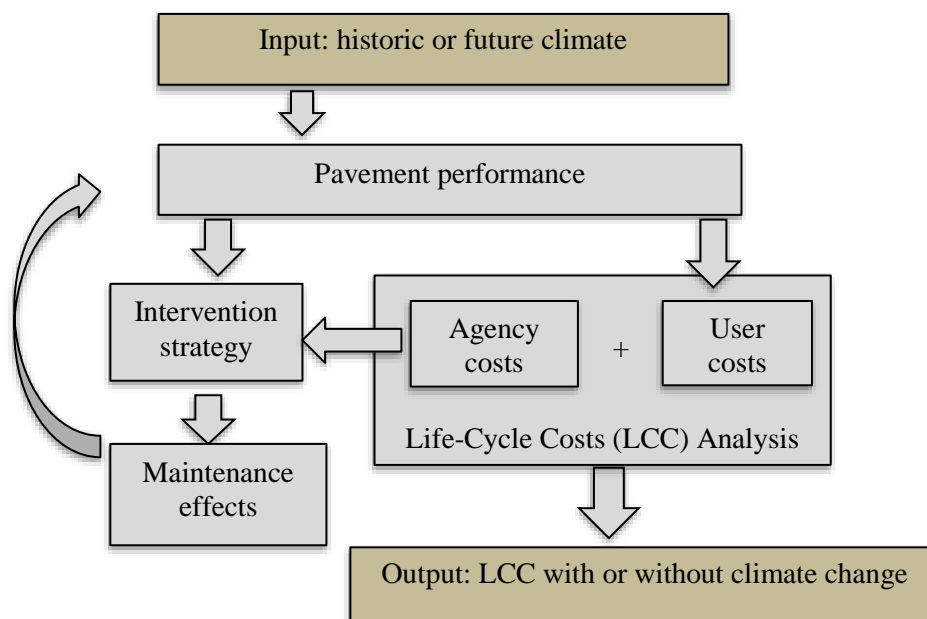 Input: historic or future climate
Pavement performance
Intervention
strategy
Agency
costs
+
User
costs
Life-Cycle Costs (LCC) Analysis
Maintenance
effects
Output: LCC with or without climate change